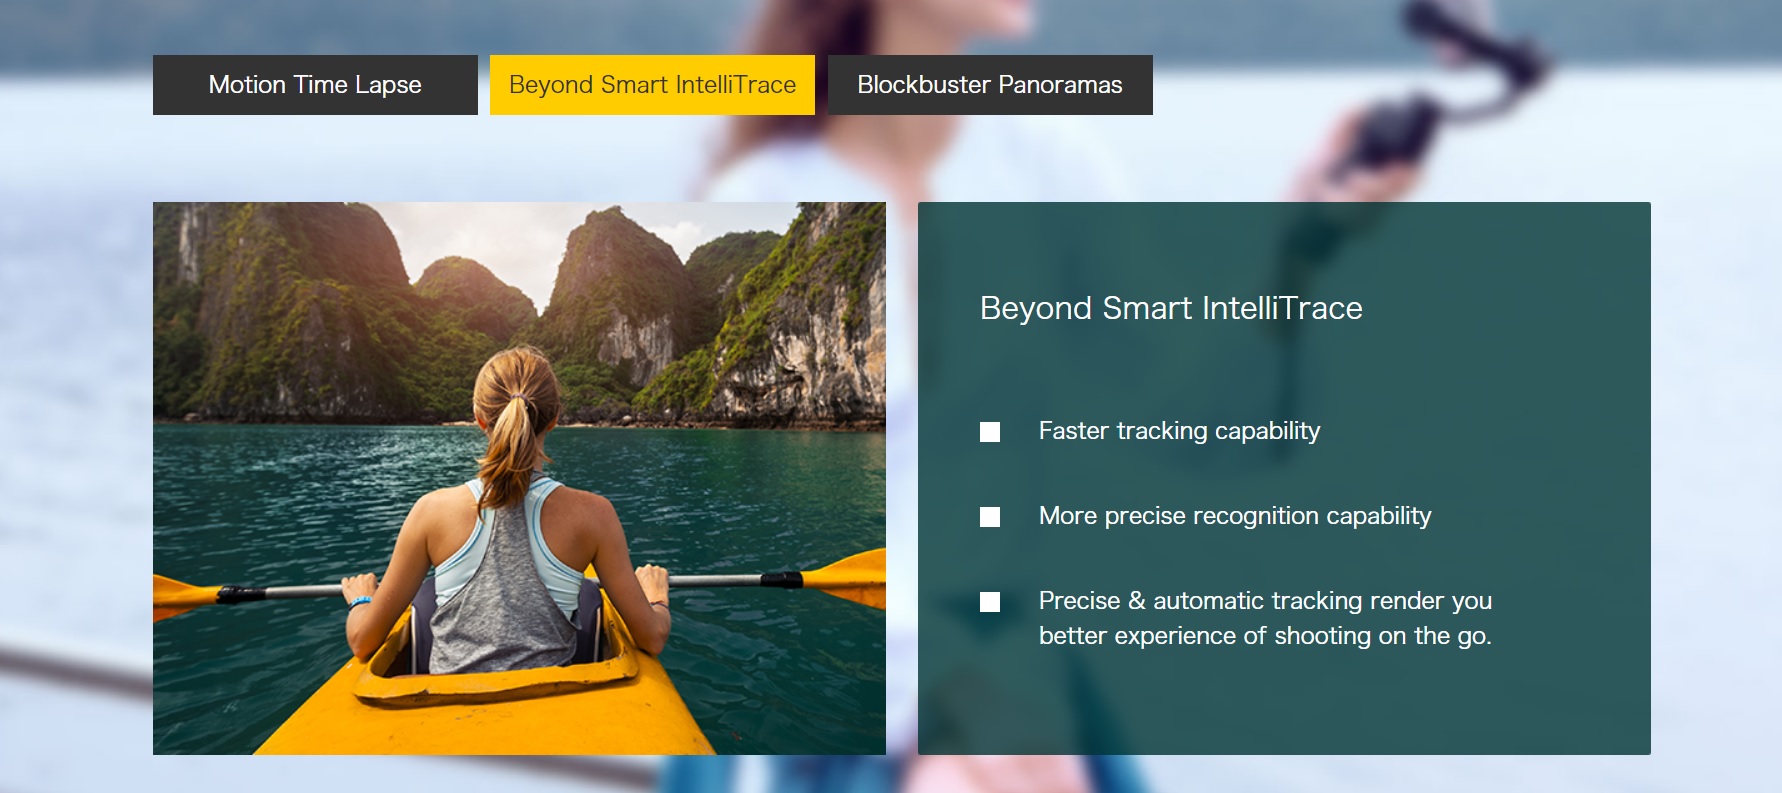 Motion Time Lapse
Beyond Smart IntelliTrace
Blockbuster Panoramas
Beyond Smart IntelliTrace
Faster tracking capability
More precise recognition capability
Precise & automatic tracking render you
better experience of shooting on the go.